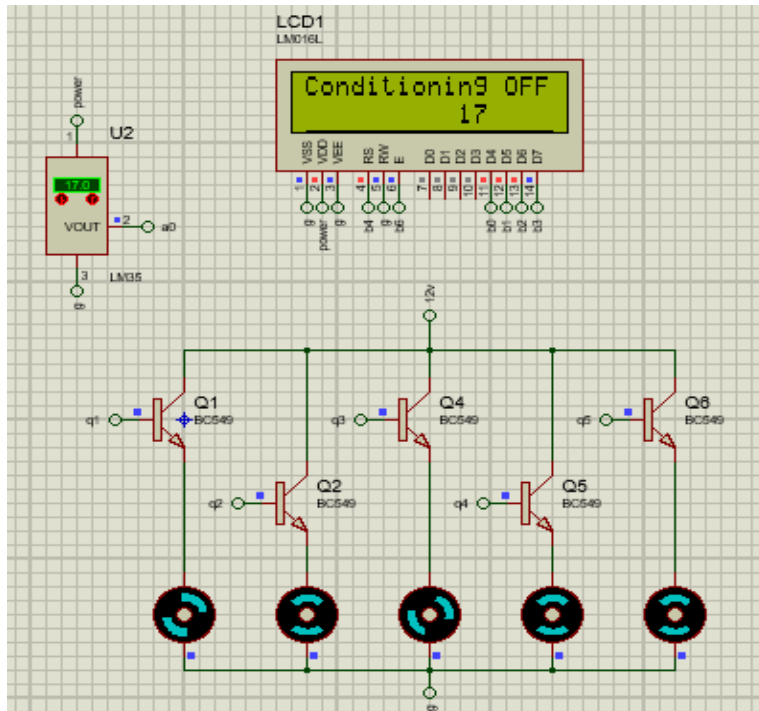 LCD1
LM016L
Conditioning OFF
17
power
1
U2
17.0
VOUT
2
a0
3
LM35
g
VSS VDD VEE RS RW E D0 D1 D2 D3 D4 D5 D6 D7
1 2 3 4 5 6 7 8 9 10 11 12 13 14
g power g b4 g b6 b0 b1 b2 b3
12v
q1
Q1
BC549
q3
Q4
BC549
q5
Q6
BC549
q2
Q2
BC549
q4
Q5
BC549
g